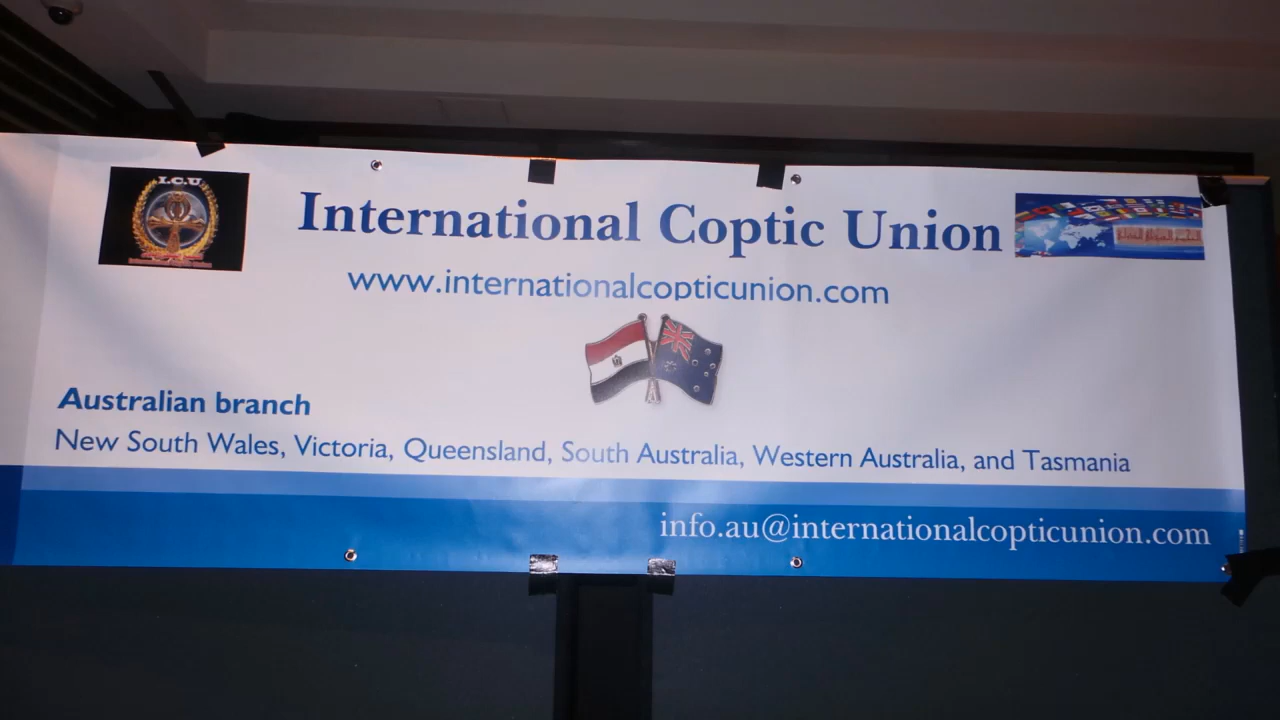 I.C.U
International Coptic Union
www.internationalcopticunion.com
Australian branch
New South Wales, Victoria, Queensland, South Australia, Western Australia, and Tasmania
info.au@internationalcopticunion.com